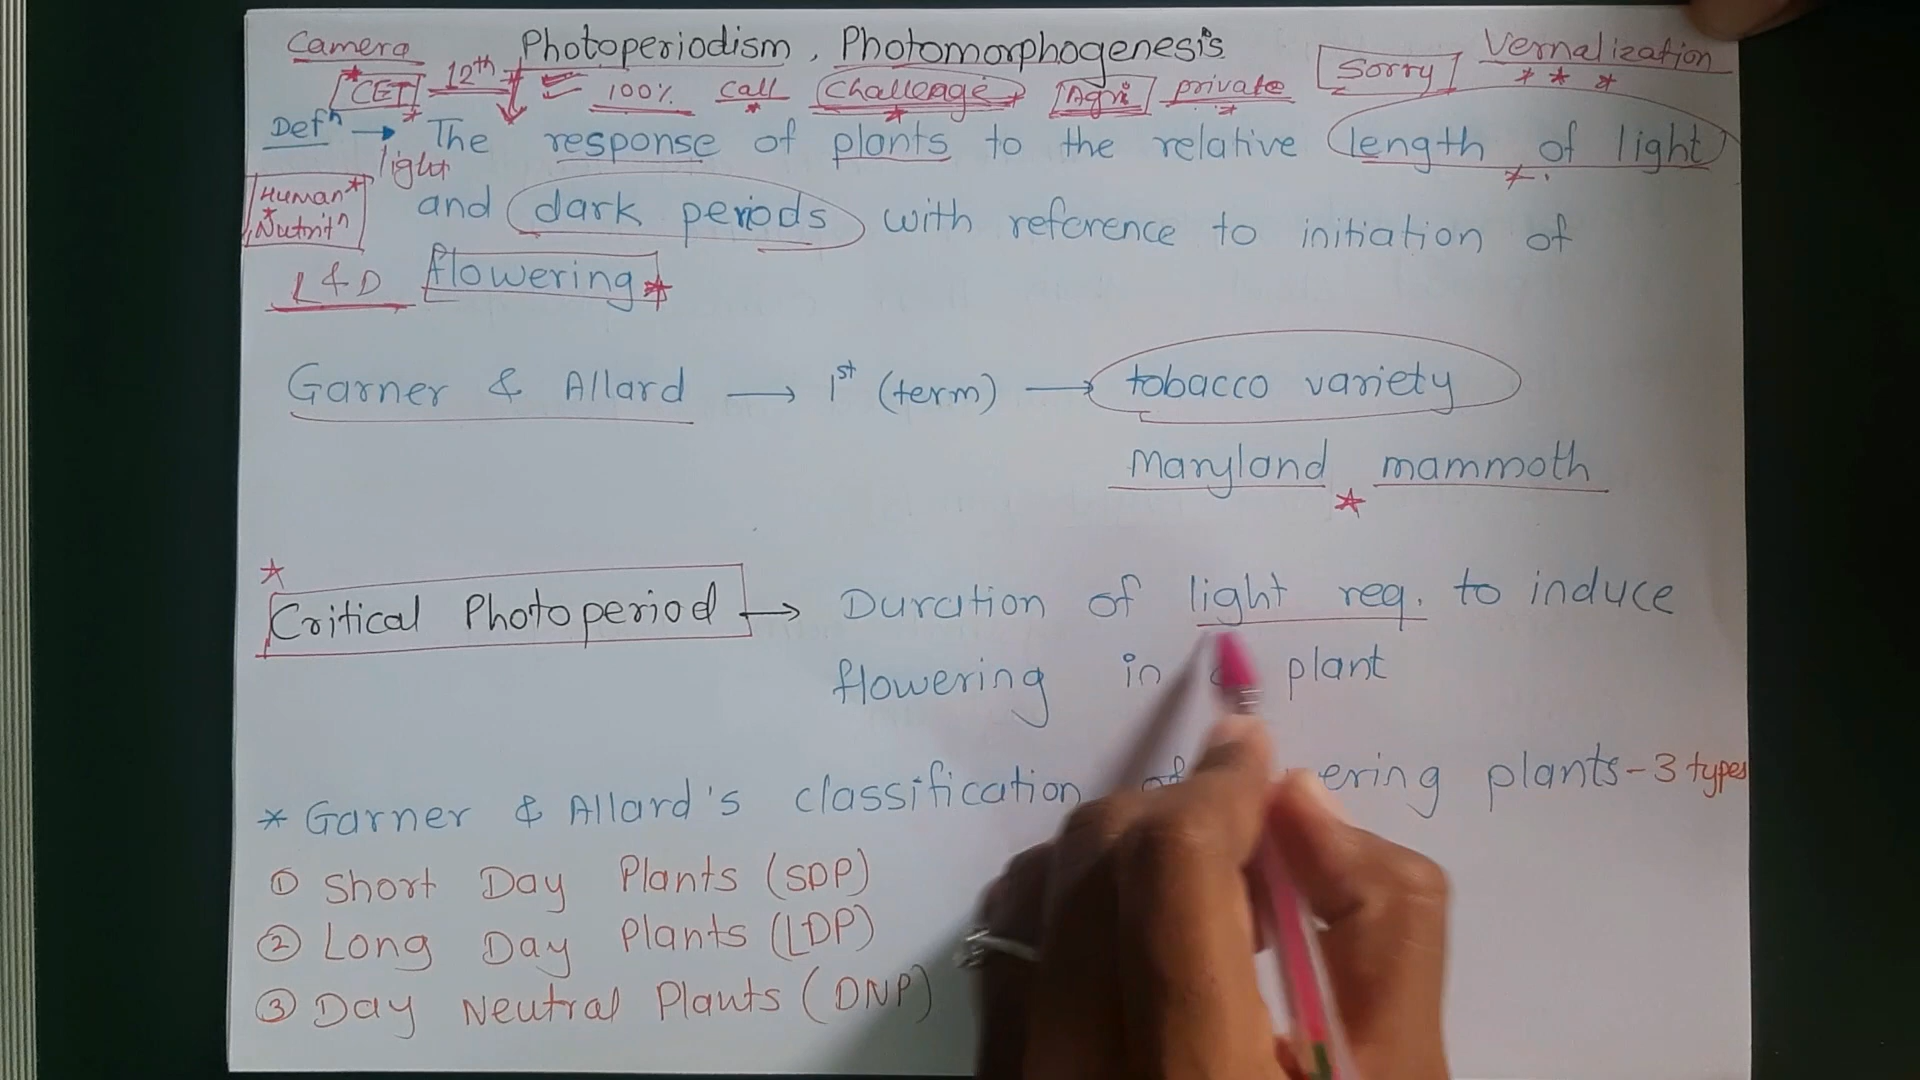 Camera Photoperiodism, Photomorphogenesis Sorry Vernalization
CET 12th 100% call challenge Agri private
Defn → The response of plants to the relative length of light
light
Human
Nutritn
and dark periods with reference to initiation of
L & D flowering
Garner & Allard → 1st (term) → tobacco variety
Maryland mammoth
Critical Photoperiod → Duration of light req. to induce
flowering in plant
* Garner & Allard's classification of ering plants - 3 types
① Short Day Plants (SDP)
② Long Day Plants (LDP)
③ Day Neutral Plants (DNP)